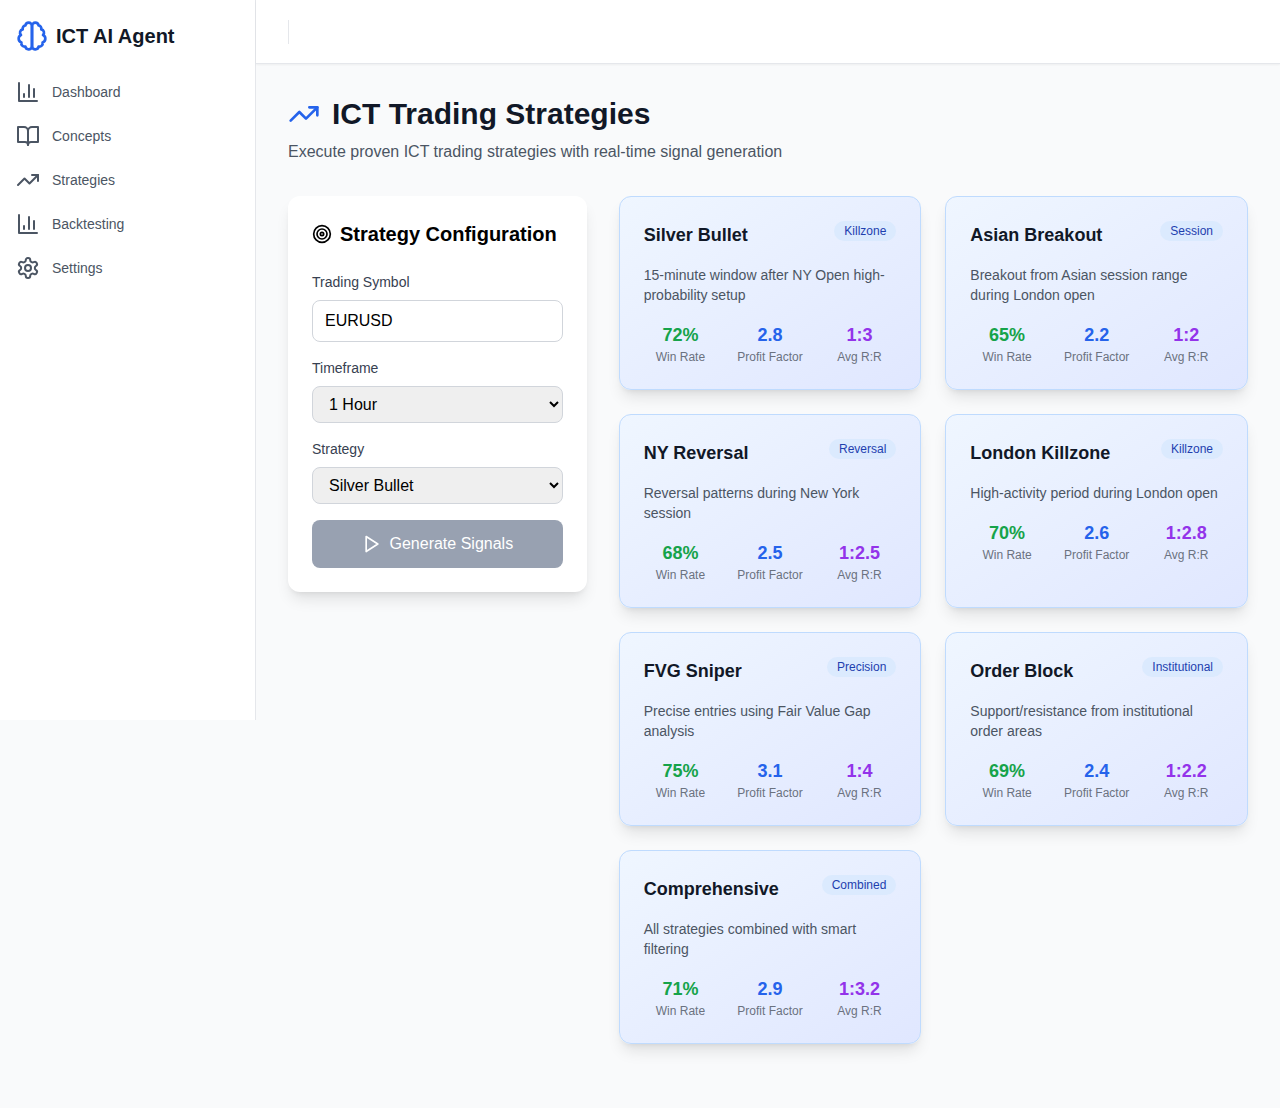 ICT AI Agent
Dashboard
Concepts
Strategies
Backtesting
Settings
ICT Trading Strategies
Execute proven ICT trading strategies with real-time signal generation
Strategy Configuration
Trading Symbol
EURUSD
Timeframe
1 Hour
Strategy
Silver Bullet
Generate Signals
Silver Bullet Killzone
15-minute window after NY Open high-
probability setup
72% 2.8 1:3
Win Rate Profit Factor Avg R:R
Asian Breakout Session
Breakout from Asian session range
during London open
65% 2.2 1:2
Win Rate Profit Factor Avg R:R
NY Reversal Reversal
Reversal patterns during New York
session
68% 2.5 1:2.5
Win Rate Profit Factor Avg R:R
London Killzone Killzone
High-activity period during London open
70% 2.6 1:2.8
Win Rate Profit Factor Avg R:R
FVG Sniper Precision
Precise entries using Fair Value Gap
analysis
75% 3.1 1:4
Win Rate Profit Factor Avg R:R
Order Block Institutional
Support/resistance from institutional
order areas
69% 2.4 1:2.2
Win Rate Profit Factor Avg R:R
Comprehensive Combined
All strategies combined with smart
filtering
71% 2.9 1:3.2
Win Rate Profit Factor Avg R:R